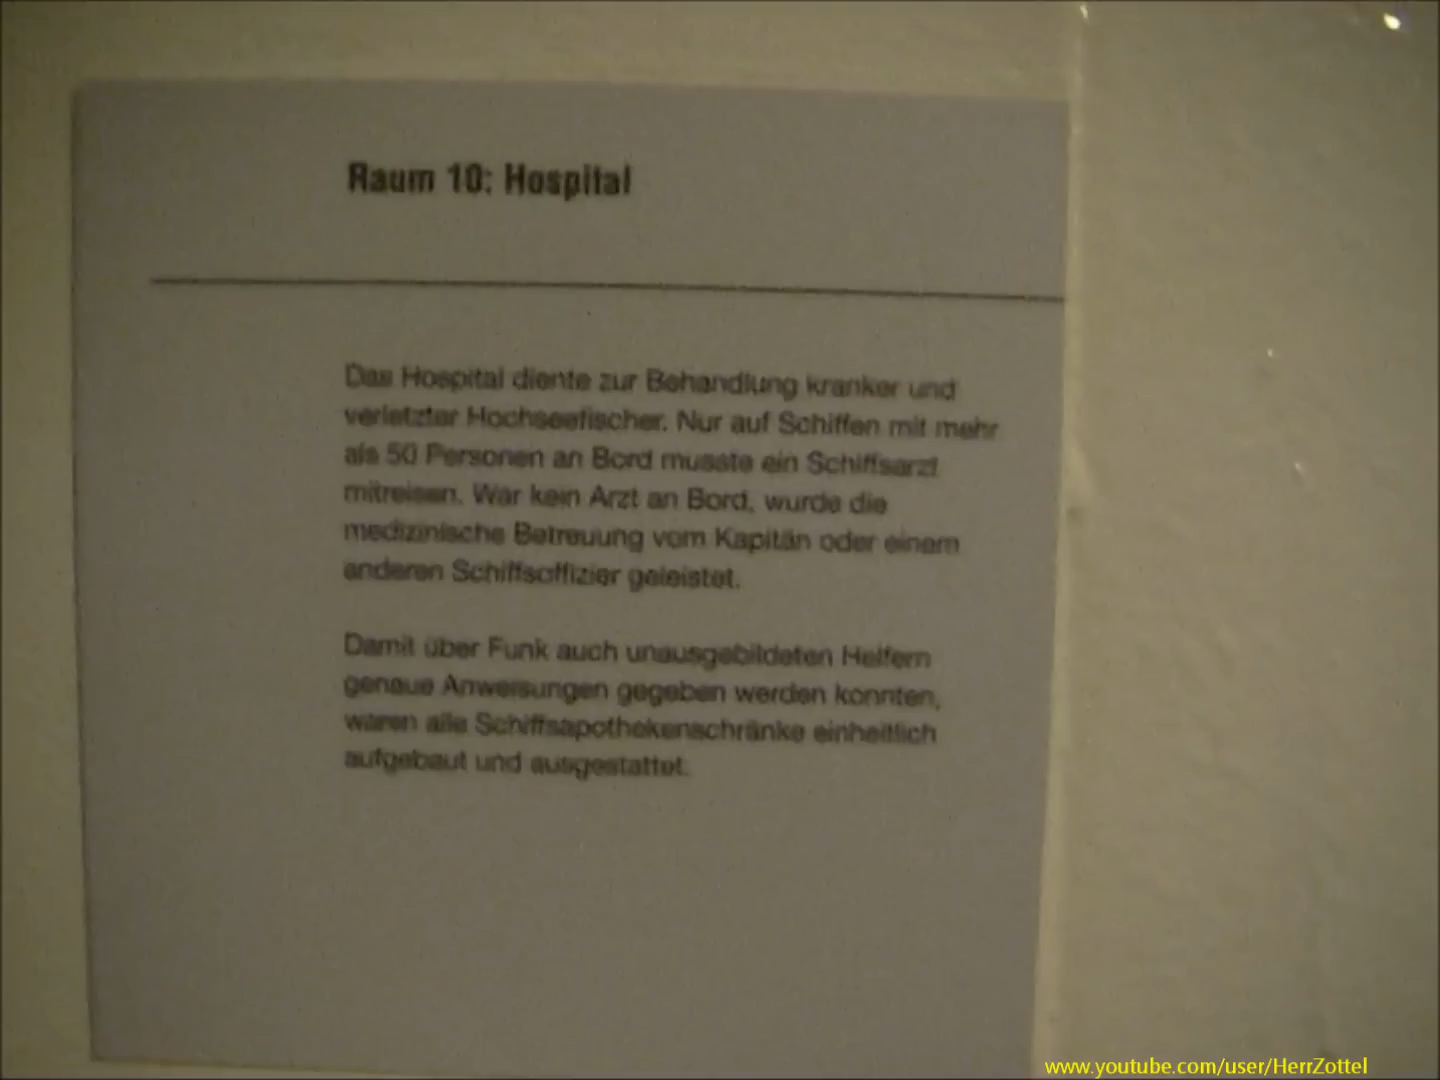 Raum 10: Hospital
Das Hospital diente zur Behandlung kranker und
verletzter Hochseefischer. Nur auf Schiffen mit mehr
als 50 Personen an Bord musste ein Schiffsarzt
mitreisen. War kein Arzt an Bord, wurde die
medizinische Betreuung vom Kapitän oder einem
anderen Schiffsoffizier geleistet.
Damit über Funk auch unausgebildeten Helfern
genaue Anweisungen gegeben werden konnten,
waren alle Schiffsapothekenschränke einheitlich
aufgebaut und ausgestattet.
www.youtube.com/user/HerrZottel